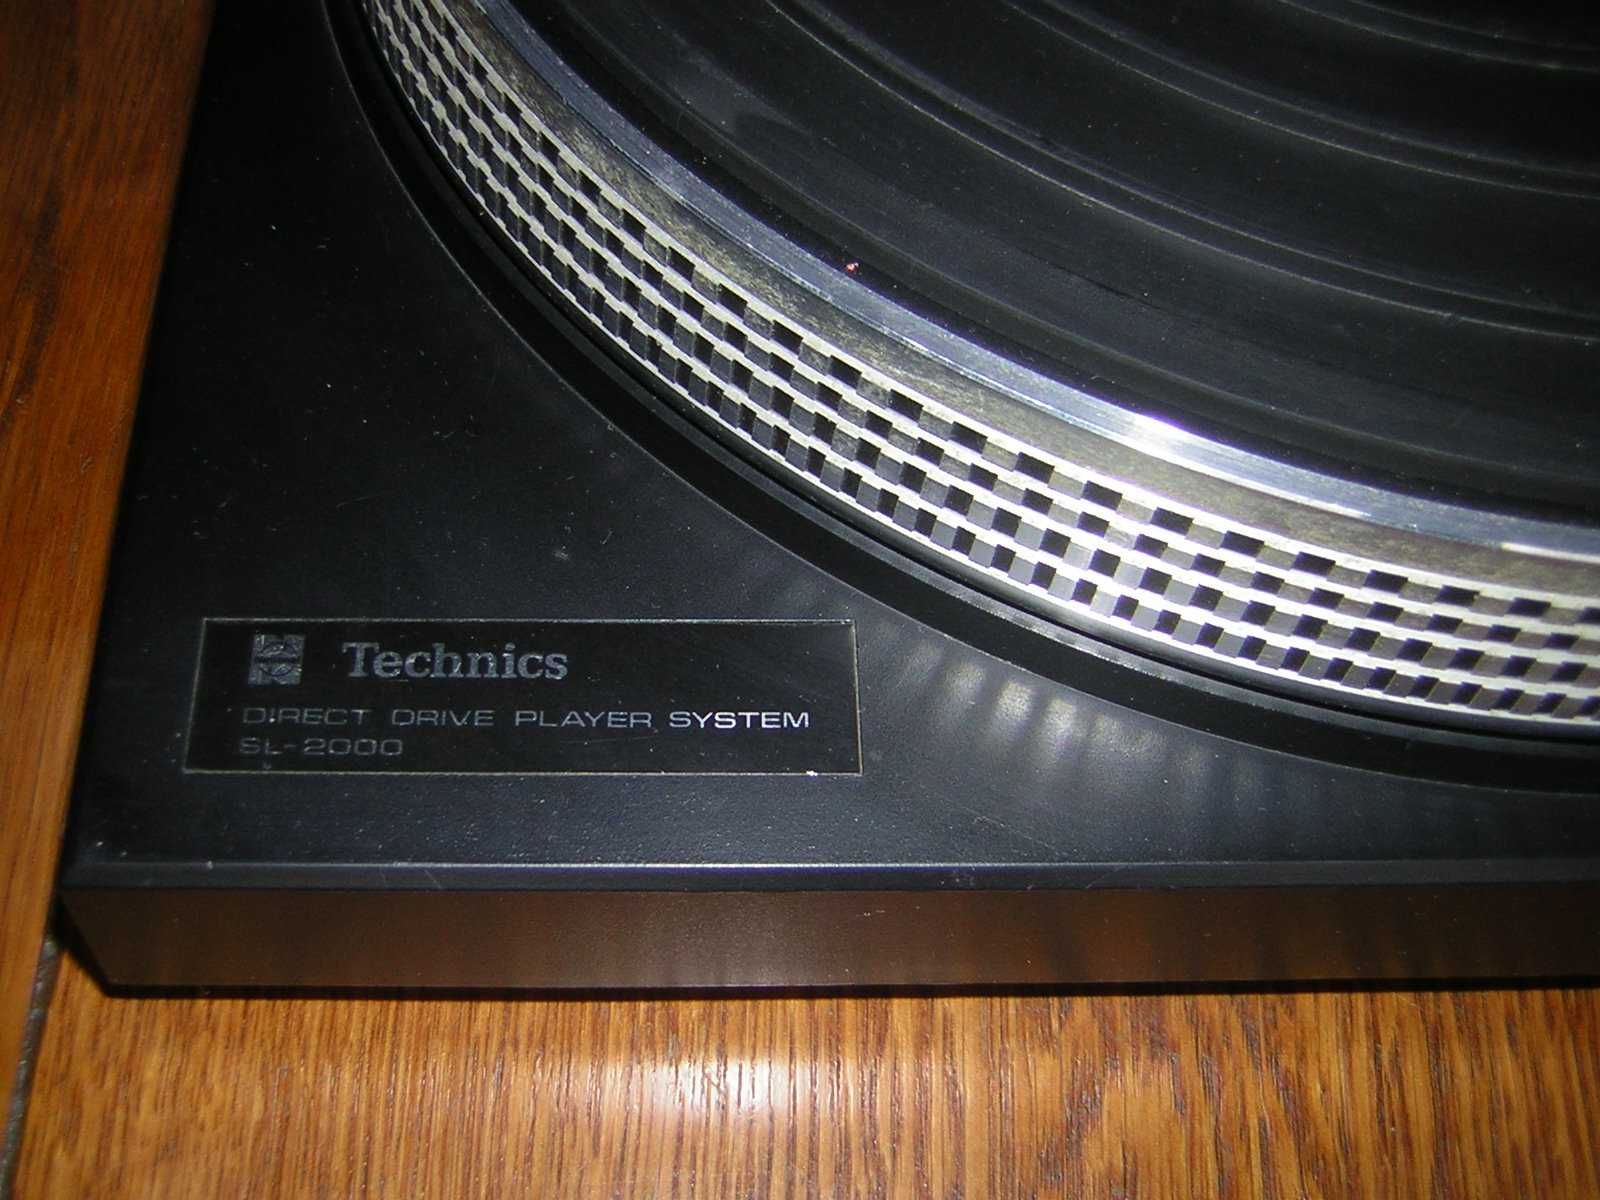 Technics
DIRECT DRIVE PLAYER SYSTEM
SL-2000